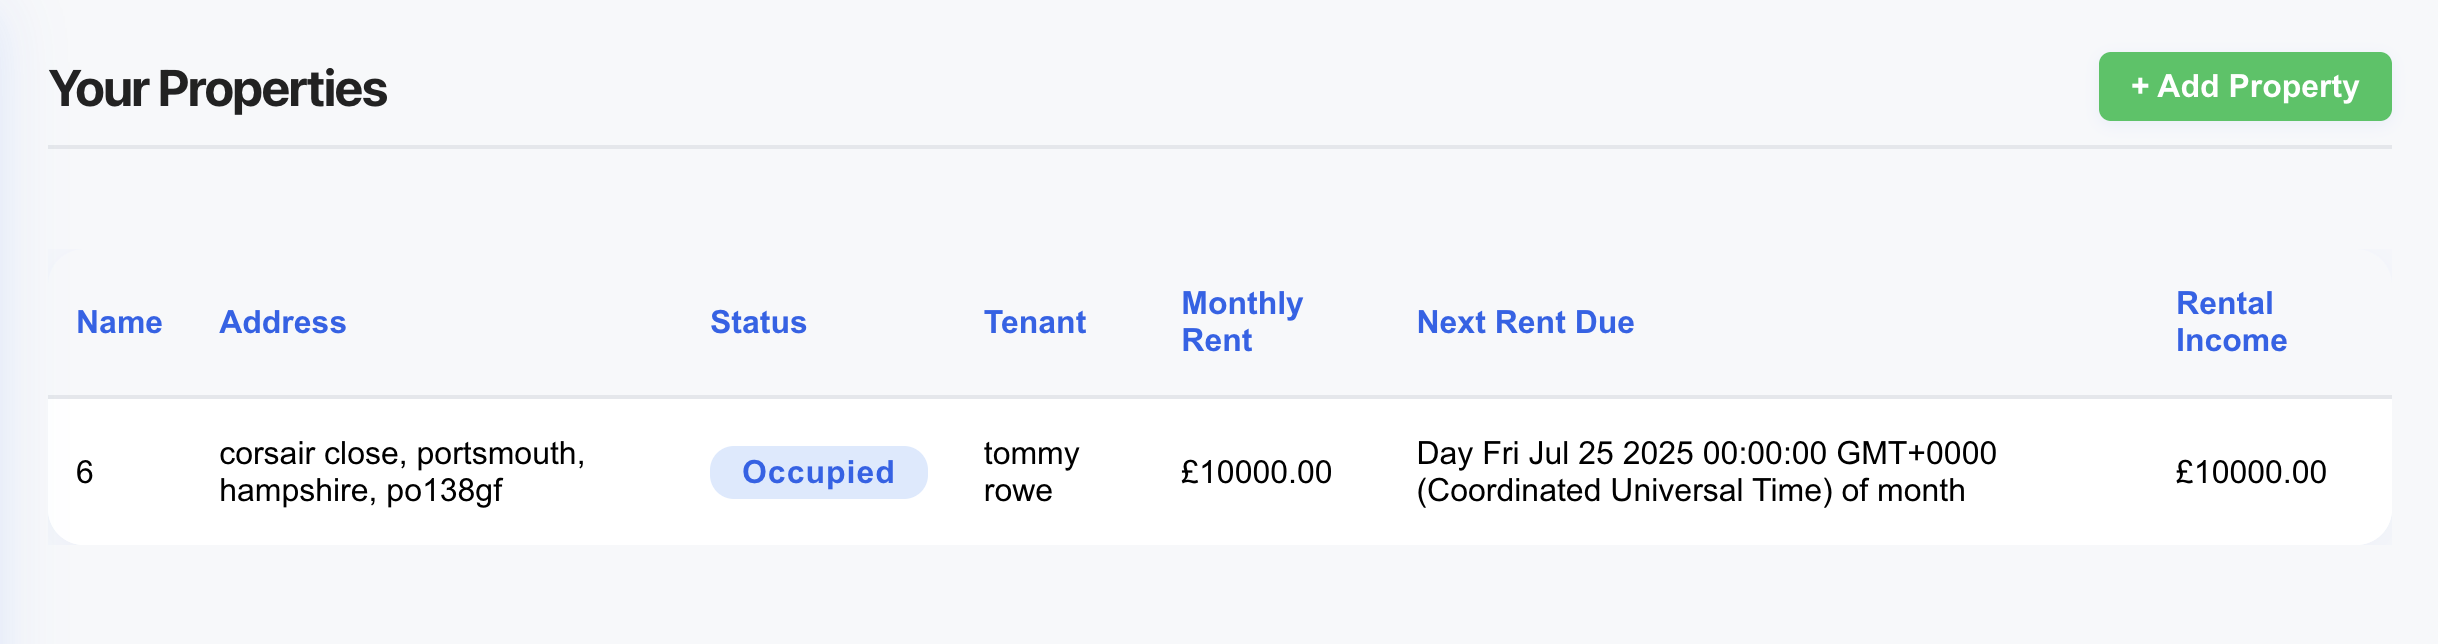 Your Properties
+ Add Property
Name
Address
Status
Tenant
Monthly
Rent
Next Rent Due
Rental
Income
6
corsair close, portsmouth,
hampshire, po138gf
Occupied
tommy
rowe
£10000.00
Day Fri Jul 25 2025 00:00:00 GMT+0000
(Coordinated Universal Time) of month
£10000.00